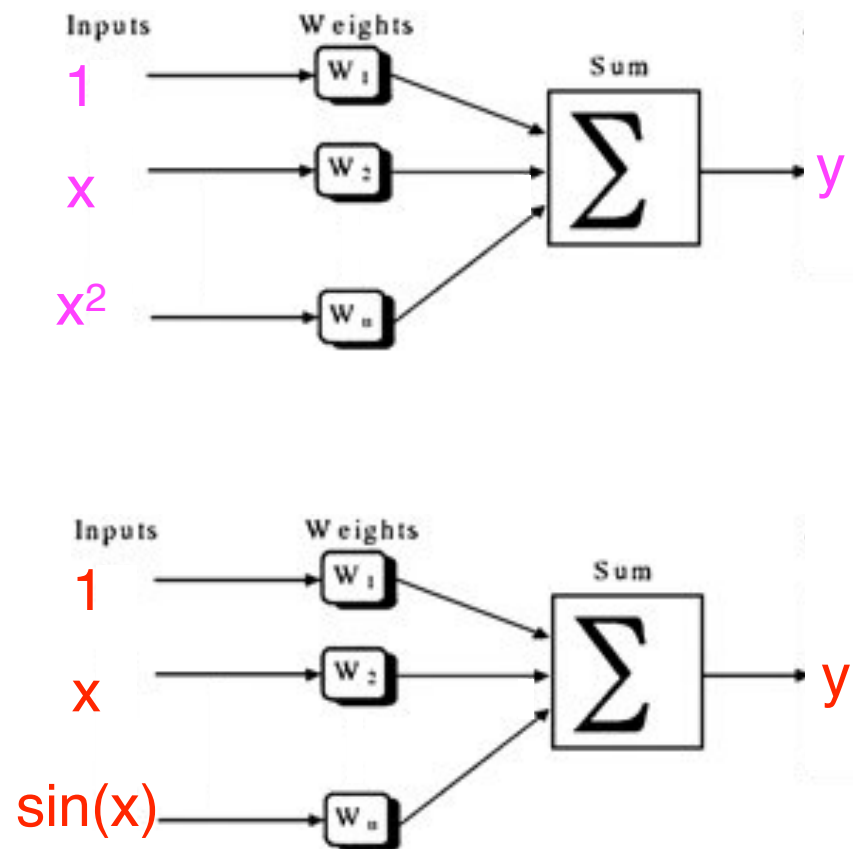 Inputs Weights
Sum
1 W 1
x W 2 ∑ y
x² W n
Inputs Weights
Sum
1 W 1
x W 2 ∑ y
sin(x) W n